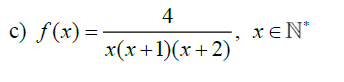 c) f(x) = 4/(x(x+1)(x+2)), x ∈ ℕ*